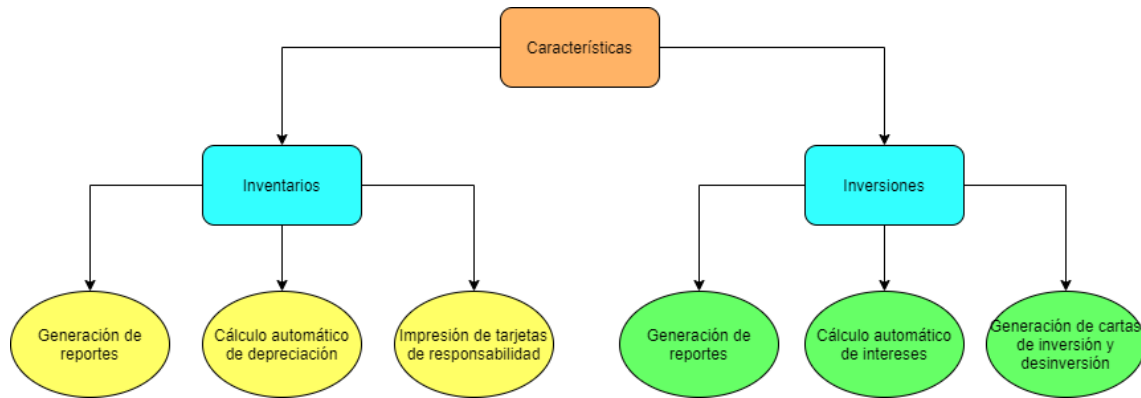 Características
Inventarios
Inversiones
Generación de
reportes
Cálculo automático
de depreciación
Impresión de tarjetas
de responsabilidad
Generación de
reportes
Cálculo automático
de intereses
Generación de cartas
de inversión y
desinversión